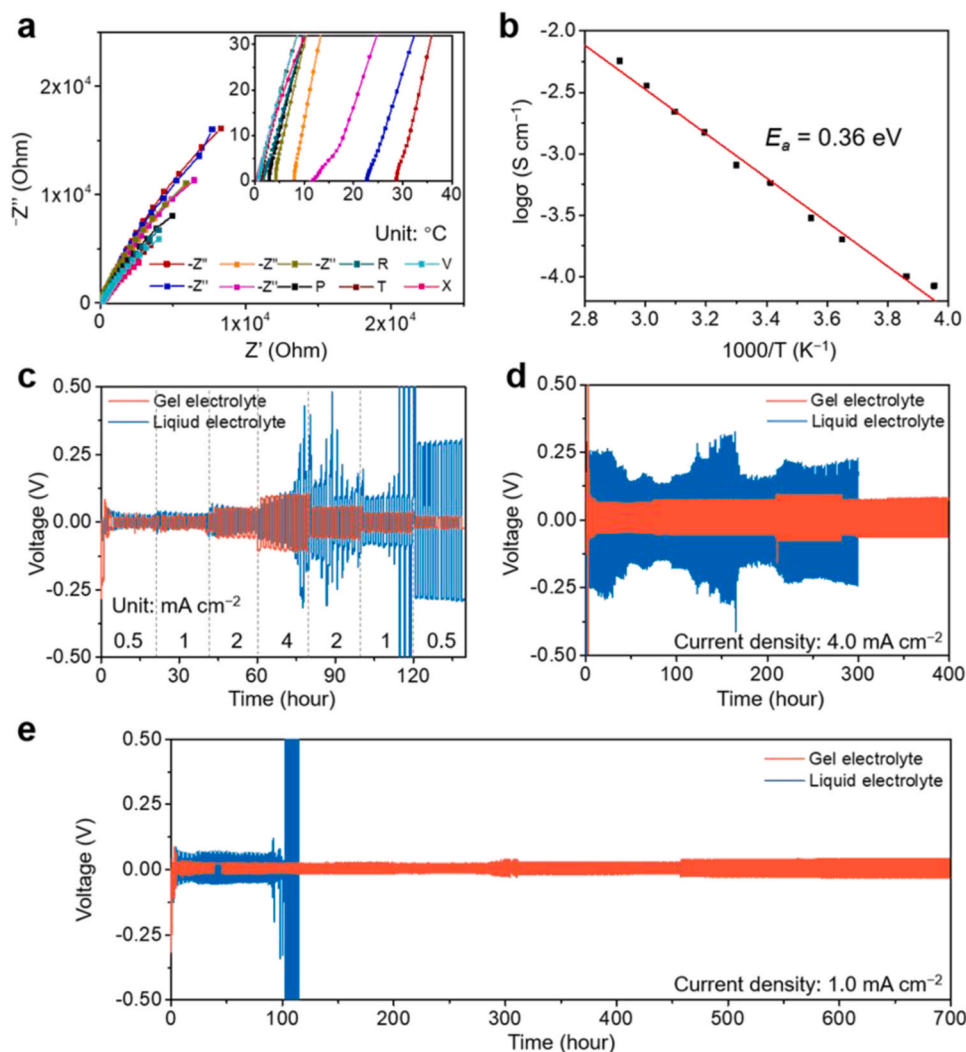 a
−Z'' (Ohm)
2x10⁴
1x10⁴
0
0
1x10⁴
2x10⁴
Z' (Ohm)
30
20
10
0
0
10
20
30
40
Unit: °C
-Z''
-Z''
-Z''
R
V
-Z''
-Z''
P
T
X
b
logσ (S cm⁻¹)
-2.0
-2.5
-3.0
-3.5
-4.0
Eₐ = 0.36 eV
2.8
3.0
3.2
3.4
3.6
3.8
4.0
1000/T (K⁻¹)
c
Voltage (V)
0.50
0.25
0.00
-0.25
-0.50
Gel electrolyte
Liqiud electrolyte
Unit: mA cm⁻²
0.5
1
2
4
2
1
0.5
0
30
60
90
120
Time (hour)
d
Voltage (V)
0.50
0.25
0.00
-0.25
-0.50
Gel electrolyte
Liquid electrolyte
Current density: 4.0 mA cm⁻²
0
100
200
300
400
Time (hour)
e
Voltage (V)
0.50
0.25
0.00
-0.25
-0.50
Gel electrolyte
Liquid electrolyte
Current density: 1.0 mA cm⁻²
0
100
200
300
400
500
600
700
Time (hour)